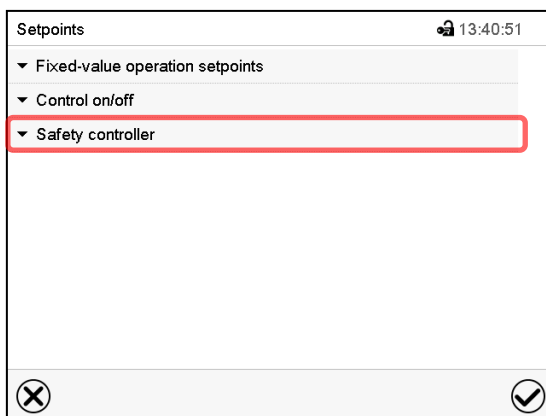 Setpoints 13:40:51
Fixed-value operation setpoints
Control on/off
Safety controller